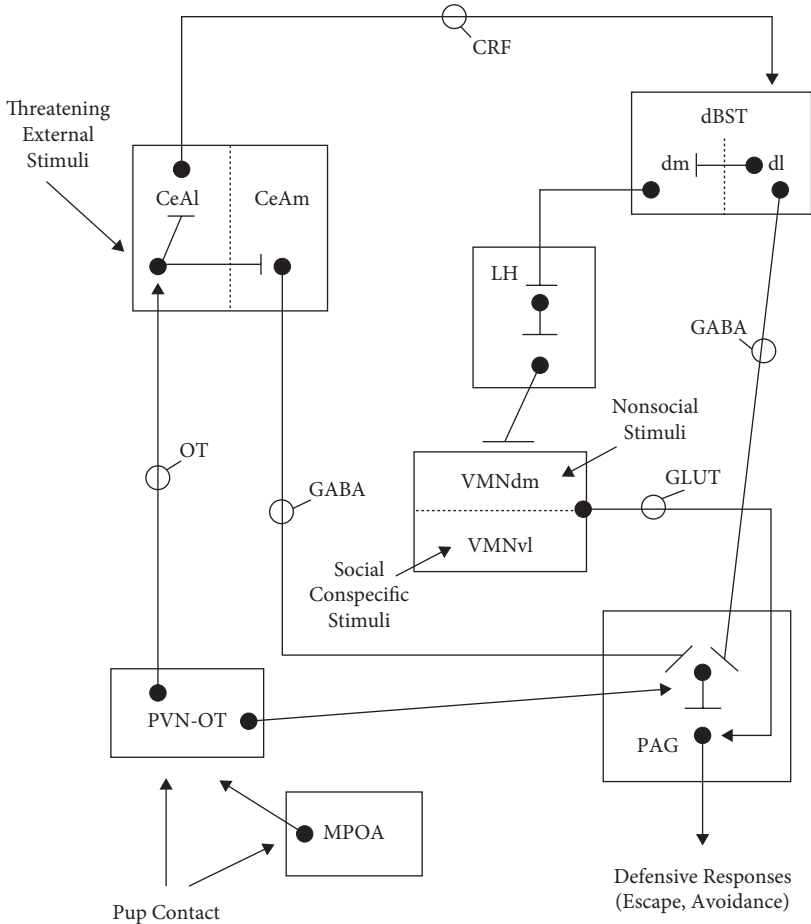 CRF
Threatening
External
Stimuli
dBST
dm
dl
CeAl
CeAm
LH
GABA
Nonsocial
Stimuli
OT
GABA
VMNdm
GLUT
VMNvl
Social
Conspecific
Stimuli
PVN-OT
PAG
MPOA
Defensive Responses
(Escape, Avoidance)
Pup Contact